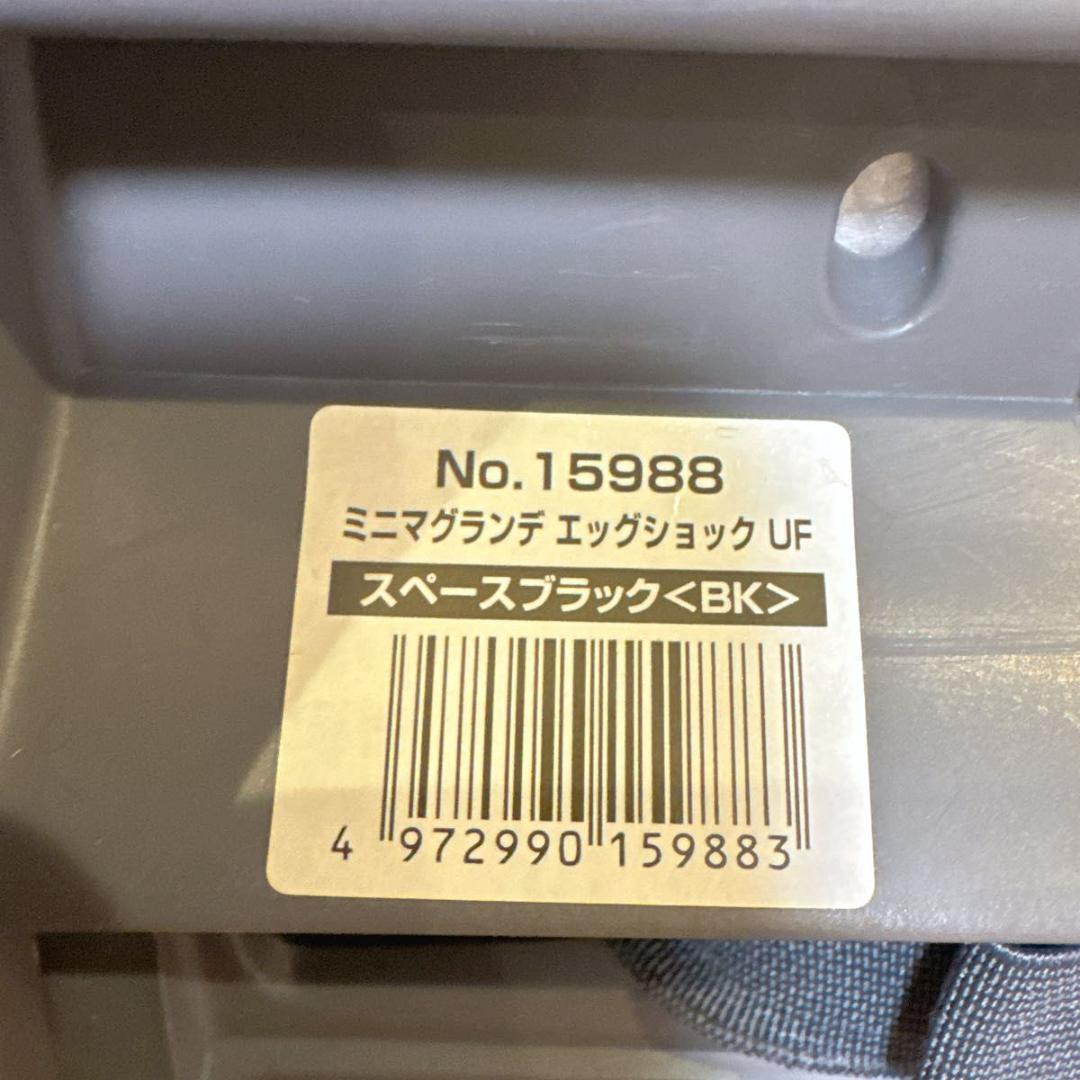 No.15988
ミニマグランデ エッグショック UF
スペースブラック<BK>
4 972990 159883